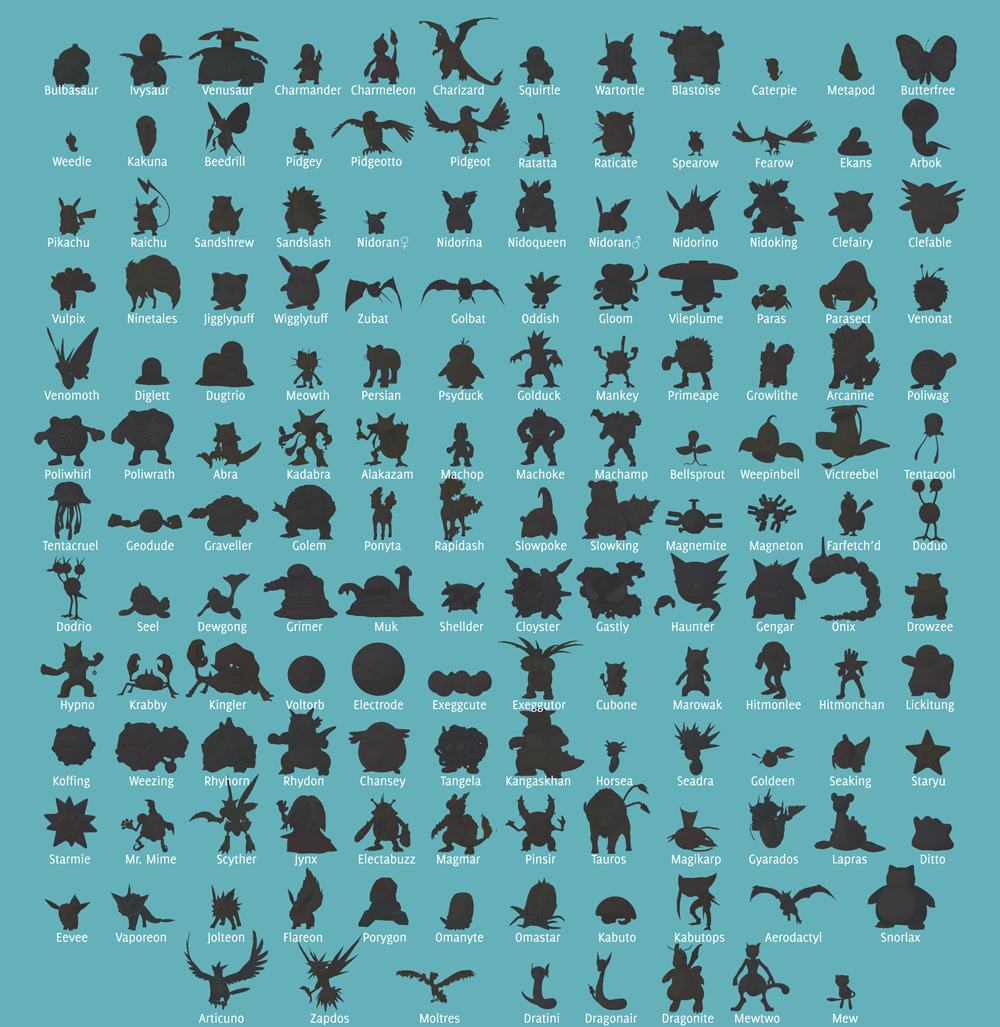 Bulbasaur Ivysaur Venusaur Charmander Charmeleon Charizard Squirtle Wartortle Blastoise Caterpie Metapod Butterfree
Weedle Kakuna Beedrill Pidgey Pidgeotto Pidgeot Ratatta Raticate Spearow Fearow Ekans Arbok
Pikachu Raichu Sandshrew Sandslash Nidoran♀ Nidorina Nidoqueen Nidoran♂ Nidorino Nidoking Clefairy Clefable
Vulpix Ninetales Jigglypuff Wigglytuff Zubat Golbat Oddish Gloom Vileplume Paras Parasect Venonat
Venomoth Diglett Dugtrio Meowth Persian Psyduck Golduck Mankey Primeape Growlithe Arcanine Poliwag
Poliwhirl Poliwrath Abra Kadabra Alakazam Machop Machoke Machamp Bellsprout Weepinbell Victreebel Tentacool
Tentacruel Geodude Graveller Golem Ponyta Rapidash Slowpoke Slowking Magnemite Magneton Farfetch'd Doduo
Dodrio Seel Dewgong Grimer Muk Shellder Cloyster Gastly Haunter Gengar Onix Drowzee
Hypno Krabby Kingler Voltorb Electrode Exeggcute Exeggutor Cubone Marowak Hitmonlee Hitmonchan Lickitung
Koffing Weezing Rhyhorn Rhydon Chansey Tangela Kangaskhan Horsea Seadra Goldeen Seaking Staryu
Starmie Mr. Mime Scyther Jynx Electabuzz Magmar Pinsir Tauros Magikarp Gyarados Lapras Ditto
Eevee Vaporeon Jolteon Flareon Porygon Omanyte Omastar Kabuto Kabutops Aerodactyl Snorlax
Articuno Zapdos Moltres Dratini Dragonair Dragonite Mewtwo Mew